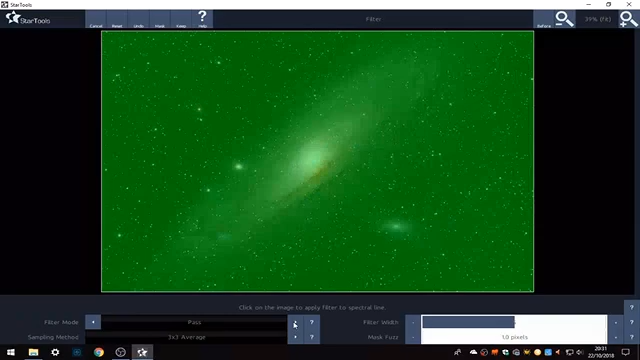 StarTools
StarTools
Cancel Reset Undo Mask Keep Help
Filter
Before 39% (fit)
Click on the image to apply filter to spectral line.
Filter Mode Pass ? Filter Width ?
Sampling Method 3x3 Average ? Mask Fuzz 1.0 pixels ?
20:31
22/10/2018